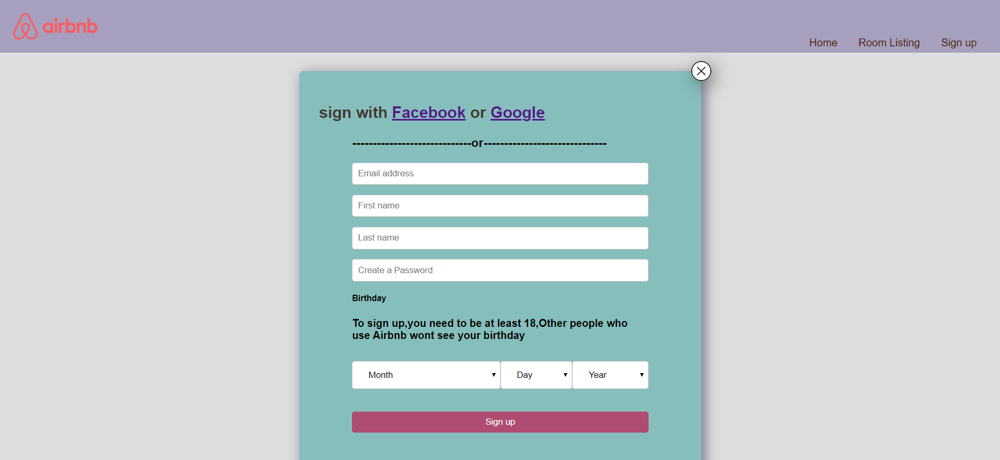 airbnb
Home Room Listing Sign up
sign with Facebook or Google
-----------------------------or------------------------------
Email address
First name
Last name
Create a Password
Birthday
To sign up,you need to be at least 18,Other people who
use Airbnb wont see your birthday
Month Day Year
Sign up